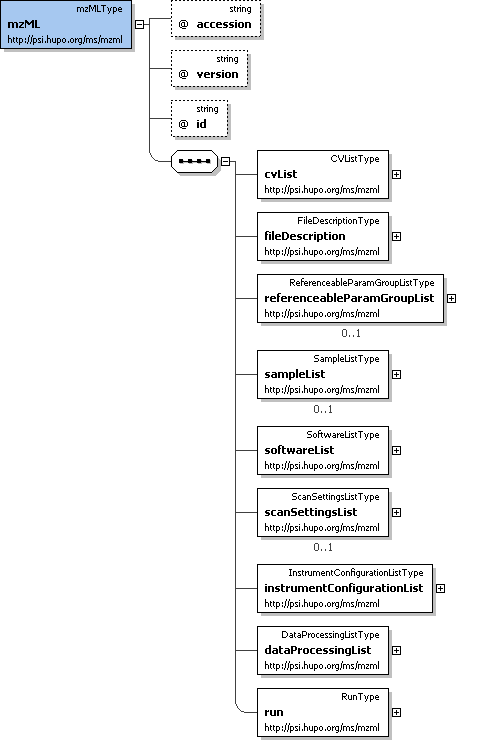 mzMLType
mzML
http://psi.hupo.org/ms/mzml
string
@ accession
string
@ version
string
@ id
CVListType
cvList
http://psi.hupo.org/ms/mzml
FileDescriptionType
fileDescription
http://psi.hupo.org/ms/mzml
ReferenceableParamGroupListType
referenceableParamGroupList
http://psi.hupo.org/ms/mzml
0..1
SampleListType
sampleList
http://psi.hupo.org/ms/mzml
0..1
SoftwareListType
softwareList
http://psi.hupo.org/ms/mzml
ScanSettingsListType
scanSettingsList
http://psi.hupo.org/ms/mzml
0..1
InstrumentConfigurationListType
instrumentConfigurationList
http://psi.hupo.org/ms/mzml
DataProcessingListType
dataProcessingList
http://psi.hupo.org/ms/mzml
RunType
run
http://psi.hupo.org/ms/mzml